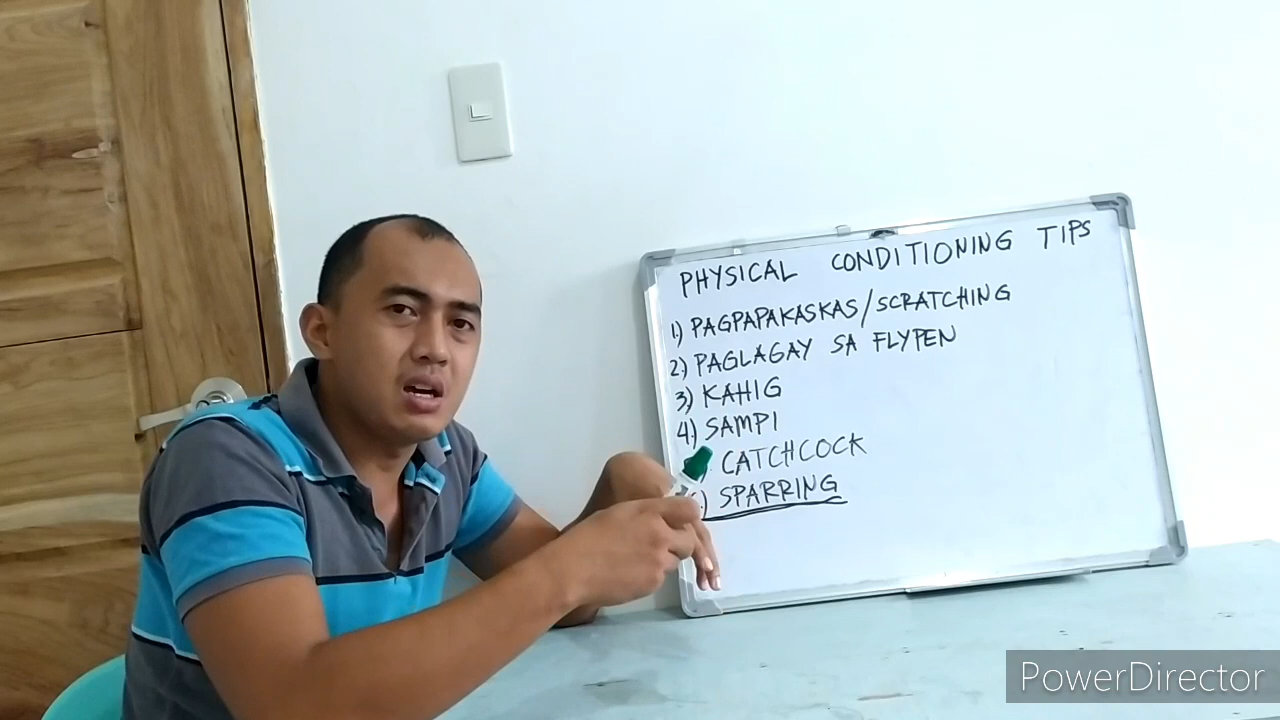 PHYSICAL CONDITIONING TIPS
1) PAGPAPAKASKAS/SCRATCHING
2) PAGLAGAY SA FLYPEN
3) KAHIG
4) SAMPI
CATCHCOCK
) SPARRING
PowerDirector